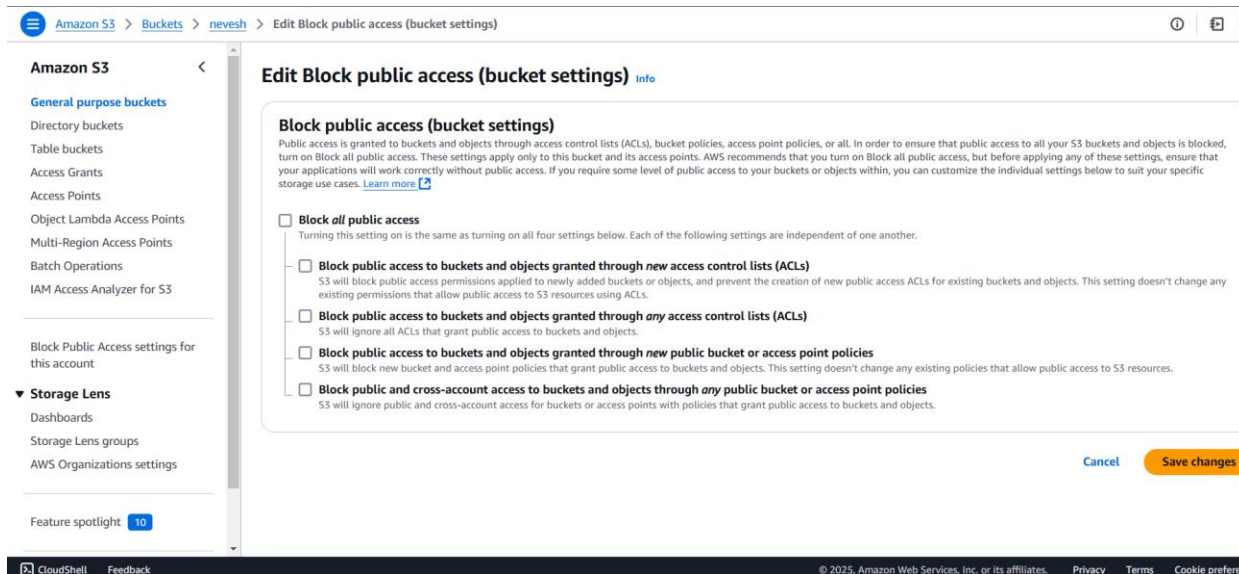 Amazon S3 > Buckets > nevesh > Edit Block public access (bucket settings)
Amazon S3
General purpose buckets
Directory buckets
Table buckets
Access Grants
Access Points
Object Lambda Access Points
Multi-Region Access Points
Batch Operations
IAM Access Analyzer for S3
Block Public Access settings for
this account
Storage Lens
Dashboards
Storage Lens groups
AWS Organizations settings
Feature spotlight 10
Edit Block public access (bucket settings) Info
Block public access (bucket settings)
Public access is granted to buckets and objects through access control lists (ACLs), bucket policies, access point policies, or all. In order to ensure that public access to all your S3 buckets and objects is blocked,
turn on Block all public access. These settings apply only to this bucket and its access points. AWS recommends that you turn on Block all public access, but before applying any of these settings, ensure that
your applications will work correctly without public access. If you require some level of public access to your buckets or objects within, you can customize the individual settings below to suit your specific
storage use cases. Learn more
Block all public access
Turning this setting on is the same as turning on all four settings below. Each of the following settings are independent of one another.
Block public access to buckets and objects granted through new access control lists (ACLs)
S3 will block public access permissions applied to newly added buckets or objects, and prevent the creation of new public access ACLs for existing buckets and objects. This setting doesn't change any
existing permissions that allow public access to S3 resources using ACLs.
Block public access to buckets and objects granted through any access control lists (ACLs)
S3 will ignore all ACLs that grant public access to buckets and objects.
Block public access to buckets and objects granted through new public bucket or access point policies
S3 will block new bucket and access point policies that grant public access to buckets and objects. This setting doesn't change any existing policies that allow public access to S3 resources.
Block public and cross-account access to buckets and objects through any public bucket or access point policies
S3 will ignore public and cross-account access for buckets or access points with policies that grant public access to buckets and objects.
Cancel Save changes
CloudShell Feedback © 2025, Amazon Web Services, Inc. or its affiliates. Privacy Terms Cookie prefere